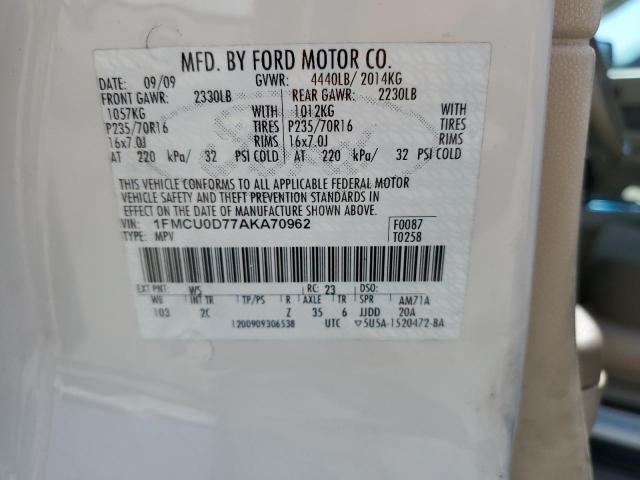 MFD. BY FORD MOTOR CO.
DATE: 09/09 GVWR: 4440LB/ 2014KG
FRONT GAWR: 2330LB REAR GAWR: 2230LB
1057KG WITH 1012KG WITH
P235/70R16 TIRES P235/70R16 TIRES
16x7.0J RIMS 16x7.0J RIMS
AT 220 kPa/ 32 PSI COLD AT 220 kPa/ 32 PSI COLD
THIS VEHICLE CONFORMS TO ALL APPLICABLE FEDERAL MOTOR
VEHICLE SAFETY AND THEFT PREVENTION STANDARDS IN
EFFECT ON THE DATE OF MANUFACTURE SHOWN ABOVE.
VIN: 1FMCU0D77AKA70962 F0087
TYPE: MPV T0258
EXT PNT: WS RC: 23 DSO:
WB INT TR TP/PS R AXLE TR SPR AM71A
103 2C Z 35 6 JJDD 20A
1200909306538 UTC ▽5U5A-1520472-BA